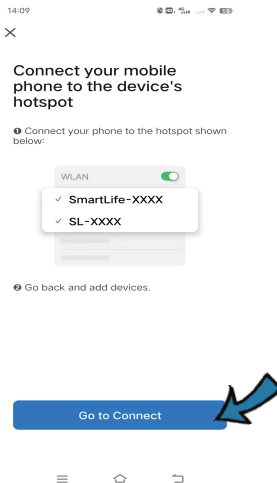 14:09
Connect your mobile
phone to the device's
hotspot
❶ Connect your phone to the hotspot shown
below:
WLAN
SmartLife-XXXX
SL-XXXX
❷ Go back and add devices.
Go to Connect